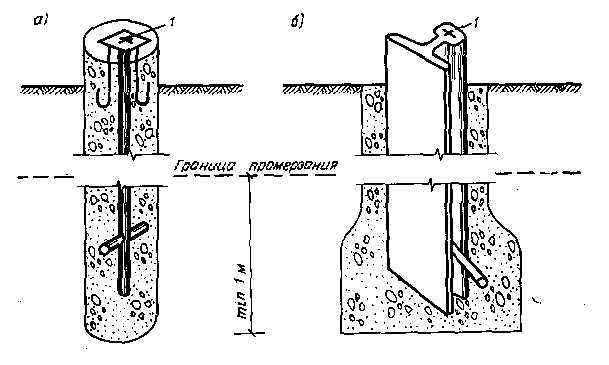 а) 1 б) 1
Граница промерзания
min 1 м